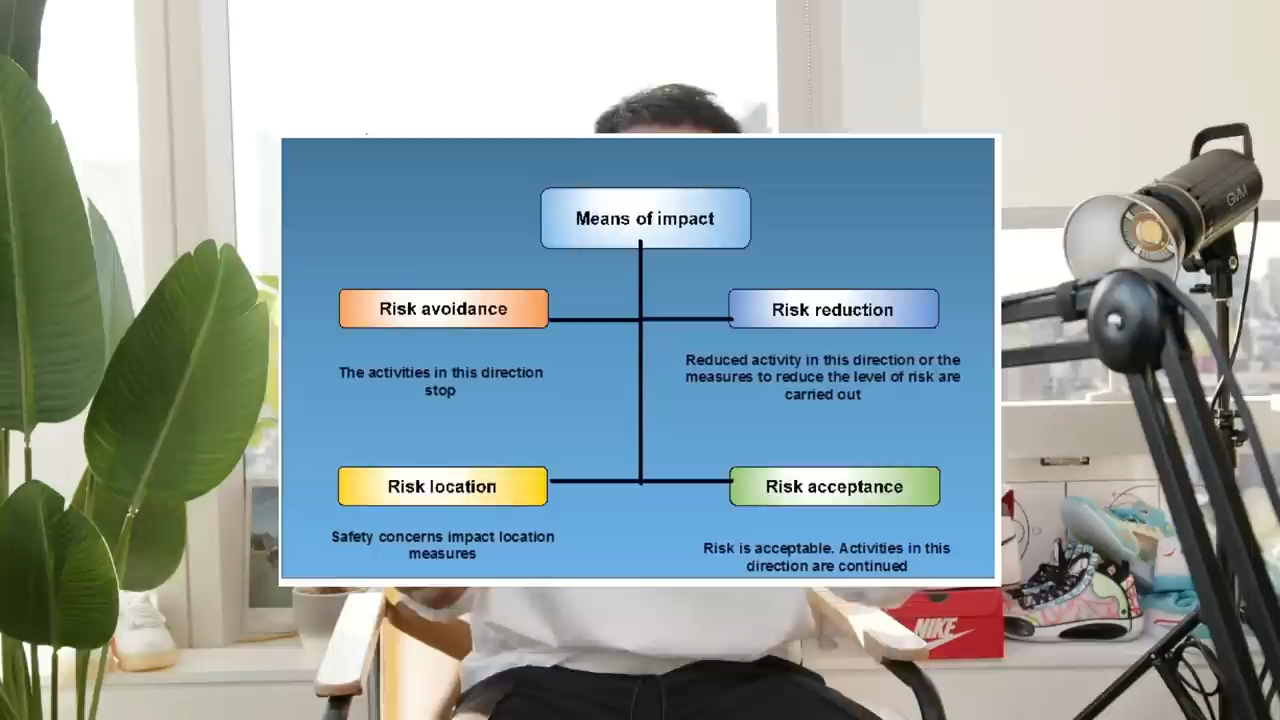 Means of impact
Risk avoidance
Risk reduction
The activities in this direction
stop
Reduced activity in this direction or the
measures to reduce the level of risk are
carried out
Risk location
Risk acceptance
Safety concerns impact location
measures
Risk is acceptable. Activities in this
direction are continued
GVM
NIKE